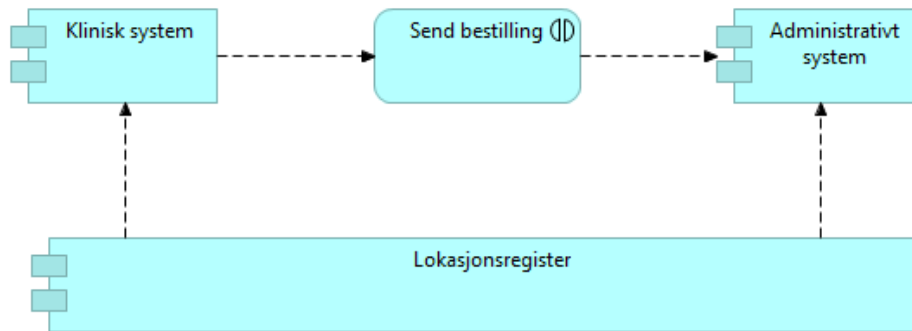 Klinisk system
Send bestilling
Administrativt
system
Lokasjonsregister